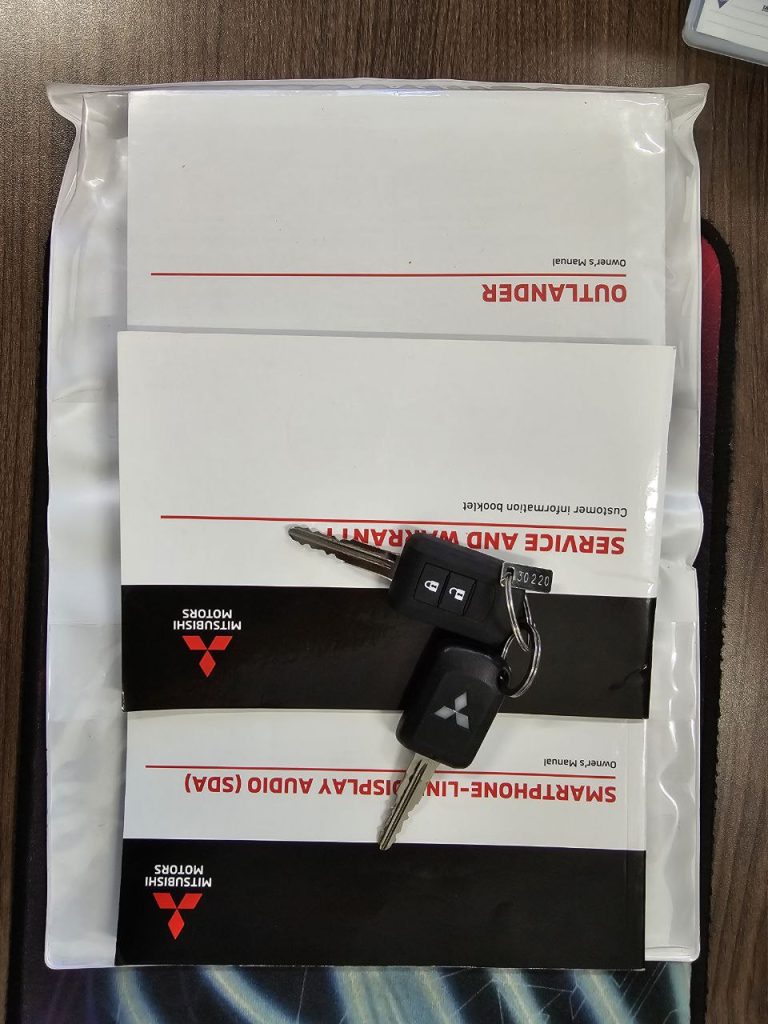 OUTLANDER
Owner's Manual
SERVICE AND WARRANTY
Customer information booklet
MITSUBISHI
MOTORS
30220
SMARTPHONE-LINK DISPLAY AUDIO (SDA)
Owner's Manual
MITSUBISHI
MOTORS